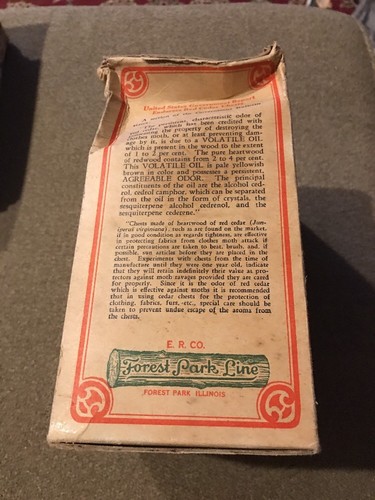 United States Government Report
Redwood Red Cedar Chest
characteristic odor of
which has been credited with
the property of destroying the
clothes moth, or at least preventing dam-
age by it, is due to a VOLATILE OIL
which is present in the wood to the extent
of 1 to 2 per cent. The pure heartwood
of redwood contains from 2 to 4 per cent.
This VOLATILE OIL is pale yellowish
brown in color and possesses a persistent,
AGREEABLE ODOR. The principal
constituents of the oil are the alcohol ced-
rol, cedrol camphor, which can be separated
from the oil in the form of crystals, the
sesquiterpene alcohol cedrenol, and the
sesquiterpene cedrene."
"Chests made of heartwood of red cedar (Jun-
iperus virginiana), such as are found on the market,
if in good condition as regards tightness, are effective
in protecting fabrics from clothes moth attack if
certain precautions are taken to beat, brush, and, if
possible, sun articles before they are placed in the
chest. Experiments with chests from the time of
manufacture until they were one year old, indicate
that they will retain indefinitely their value as pro-
tectors against moth ravages provided they are cared
for properly. Since it is the odor of red cedar
which is effective against moths it is recommended
that in using cedar chests for the protection of
clothing, fabrics, furs, etc., special care should be
taken to prevent undue escape of the aroma from
the chests.
E. R. CO.
Forest Park Line
FOREST PARK ILLINOIS